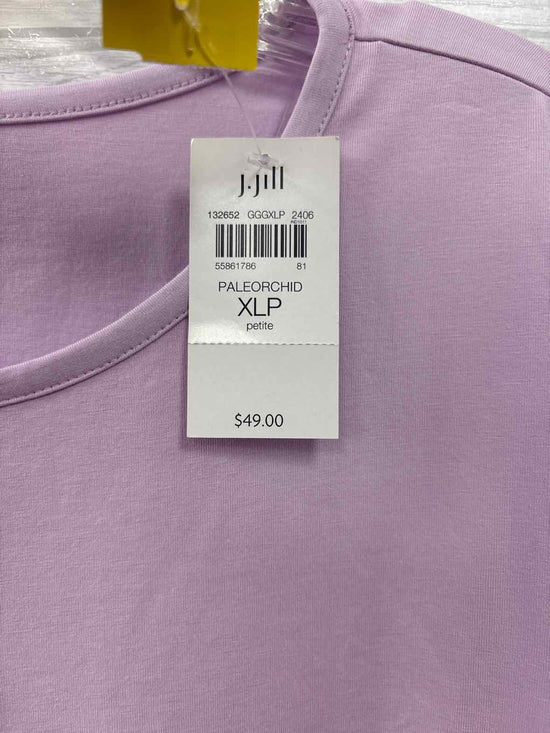 J.Jill
132652 GGGXLP 2406
55861786 81
PALEORCHID
XLP
petite
$49.00